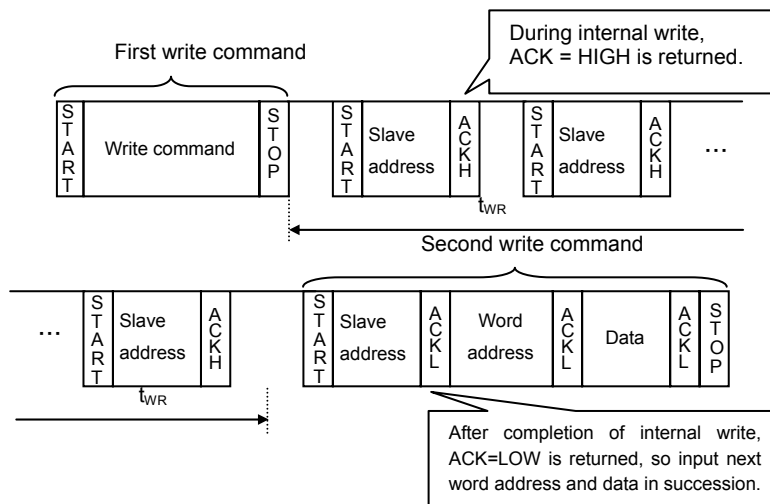 During internal write,
ACK = HIGH is returned.
First write command
START
Write command
STOP
START
Slave
address
ACKH
START
Slave
address
ACKH
...
tWR
Second write command
...
START
Slave
address
ACKH
START
Slave
address
ACKL
Word
address
ACKL
Data
ACKL
STOP
tWR
After completion of internal write,
ACK=LOW is returned, so input next
word address and data in succession.